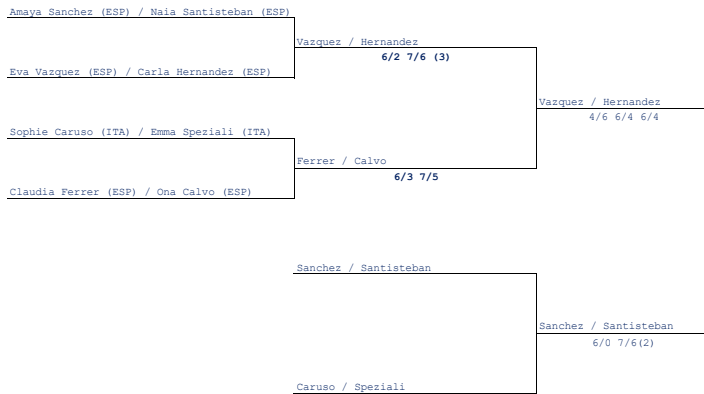 Amaya Sanchez (ESP) / Naia Santisteban (ESP)
Vazquez / Hernandez
6/2 7/6 (3)
Eva Vazquez (ESP) / Carla Hernandez (ESP)
Vazquez / Hernandez
4/6 6/4 6/4
Sophie Caruso (ITA) / Emma Speziali (ITA)
Ferrer / Calvo
6/3 7/5
Claudia Ferrer (ESP) / Ona Calvo (ESP)
Sanchez / Santisteban
Sanchez / Santisteban
6/0 7/6(2)
Caruso / Speziali